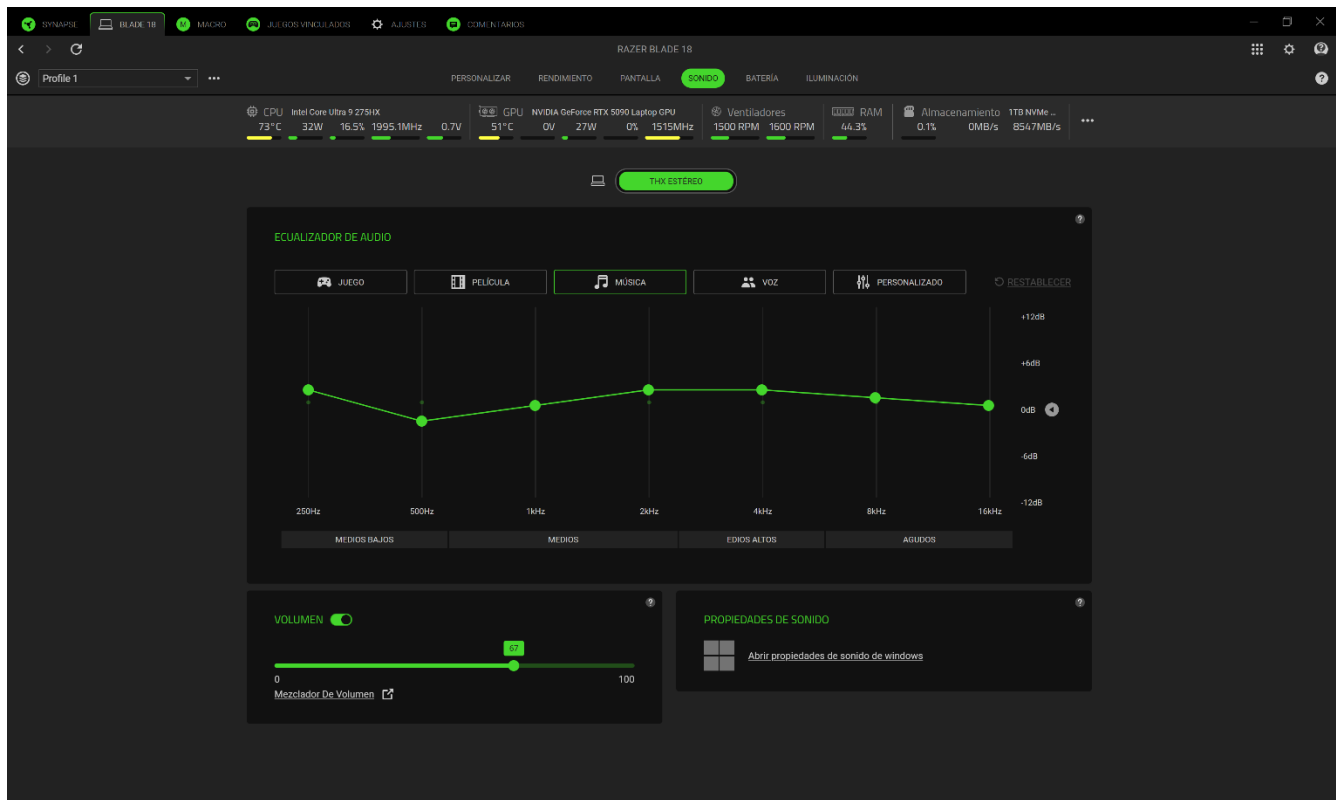 SYNAPSE BLADE 18 M MACRO JUEGOS VINCULADOS AJUSTES COMENTARIOS
RAZER BLADE 18
Profile 1 PERSONALIZAR RENDIMIENTO PANTALLA SONIDO BATERÍA ILUMINACIÓN
CPU Intel Core Ultra 9 275HX GPU NVIDIA GeForce RTX 5090 Laptop GPU Ventiladores RAM Almacenamiento 1TB NVMe ...
73°C 32W 16.5% 1995.1MHz 0.7V 51°C 0V 27W 0% 1515MHz 1500 RPM 1600 RPM 44.3% 0.1% 0MB/s 8547MB/s
THX ESTÉREO
ECUALIZADOR DE AUDIO
JUEGO PELÍCULA MÚSICA VOZ PERSONALIZADO RESTABLECER
+12dB
+6dB
0dB
-6dB
-12dB
250Hz 500Hz 1kHz 2kHz 4kHz 8kHz 16kHz
MEDIOS BAJOS MEDIOS EDIOS ALTOS AGUDOS
VOLUMEN
67
0 100
Mezclador De Volumen
PROPIEDADES DE SONIDO
Abrir propiedades de sonido de windows